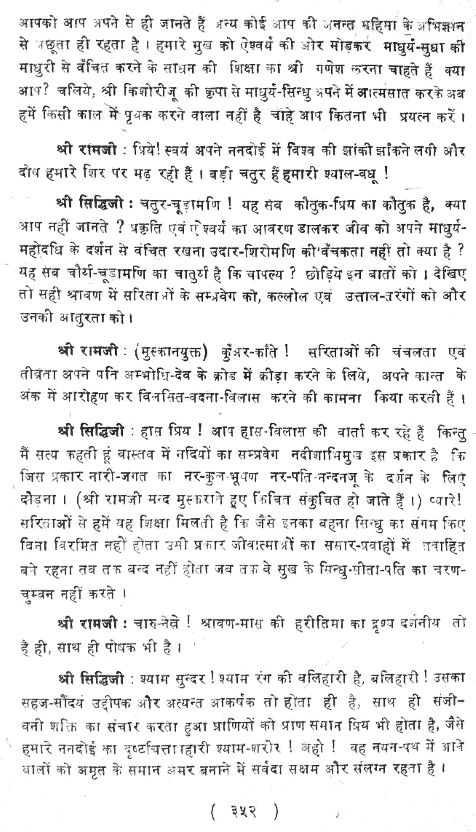 आपको आप अपने से ही जानते हैं अन्य कोई आप की अनन्त महिमा के अभिज्ञान
से अछूता ही रहता है । हमारे मुख को ऐश्वर्य की ओर मोड़कर माधुर्य-सुधा की
माधुरी से वंचित करने के साधन की शिक्षा का श्री गणेश करना चाहते हैं क्या
आप? चलिये, श्री किशोरीजू की कृपा से माधुर्य-सिन्धु अपने में आत्मसात करके अब
हमें किसी काल में पृथक करने वाला नहीं है चाहे आप कितना भी प्रयत्न करें ।
श्री रामजी : प्रिये! स्वयं अपने ननदोई में विश्व की झांकी झाँकने लगी और
दोष हमारे शिर पर मढ़ रही हैं । बड़ी चतुर हैं हमारी श्याल-वधू !
श्री सिद्धिजी : चतुर-चूड़ामणि ! यह सब कौतुक-प्रिय का कौतुक है, क्या
आप नहीं जानते ? प्रकृति एवं ऐश्वर्य का आवरण डालकर जीव को अपने माधुर्य-
महोदधि के दर्शन से वंचित रखना उदार-शिरोमणि की वंचकता नहीं तो क्या है ?
यह सब चौर्य-चूड़ामणि का चातुर्य है कि चापल्य ? छोड़िये इन बातों को । देखिए
तो सही श्रावण में सरिताओं के सम्प्रवेग को, कल्लोल एवं उत्ताल-तरंगों को और
उनकी आतुरता को ।
श्री रामजी : (मुस्कानयुक्त) कुँअर-कांते ! सरिताओं की चंचलता एवं
तीव्रता अपने पति अम्भोधि-देव के क्रोड में क्रीड़ा करने के लिये, अपने कान्त के
अंक में आरोहण कर विलसित-वदना-विलास करने की कामना किया करती हैं ।
श्री सिद्धिजी : हास प्रिय ! आप हास-विलास की वार्ता कर रहे हैं किन्तु
मैं सत्य कहती हूं वास्तव में नदियों का सम्प्रवेग नदीशाभिमुख इस प्रकार है कि
जिस प्रकार नारी-जगत का नर-कुल-भूषण नर-पति-नन्दनजू के दर्शन के लिए
दौड़ना । (श्री रामजी मन्द मुस्कराते हुए किंचित संकुचित हो जाते हैं ।) प्यारे!
सरिताओं से हमें यह शिक्षा मिलती है कि जैसे इनका बहना सिन्धु का संगम किए
बिना विरमित नहीं होता उसी प्रकार जीवात्माओं का संसार-प्रवाहों में प्रवाहित
बने रहना तब तक बन्द नहीं होता जब तक वे सुख के सिन्धु-सीता-पति का चरण-
चुम्बन नहीं करते ।
श्री रामजी : चारु-नेत्रे ! श्रावण-मास की हरीतिमा का दृश्य दर्शनीय तो
है ही, साथ ही पोषक भी है ।
श्री सिद्धिजी : श्याम सुन्दर ! श्याम रंग की बलिहारी है, बलिहारी ! उसका
सहज-सौंदर्य उद्दीपक और अत्यन्त आकर्षक तो होता ही है, साथ ही संजी-
वनी शक्ति का संचार करता हुआ प्राणियों को प्राण समान प्रिय भी होता है, जैसे
हमारे ननदोई का दृष्टचित्तापहारी श्याम-शरीर ! अहो ! वह नयन-पथ में आने
वालों को अमृत के समान अमर बनाने में सर्वदा सक्षम और संलग्न रहता है ।
( ३५२ )